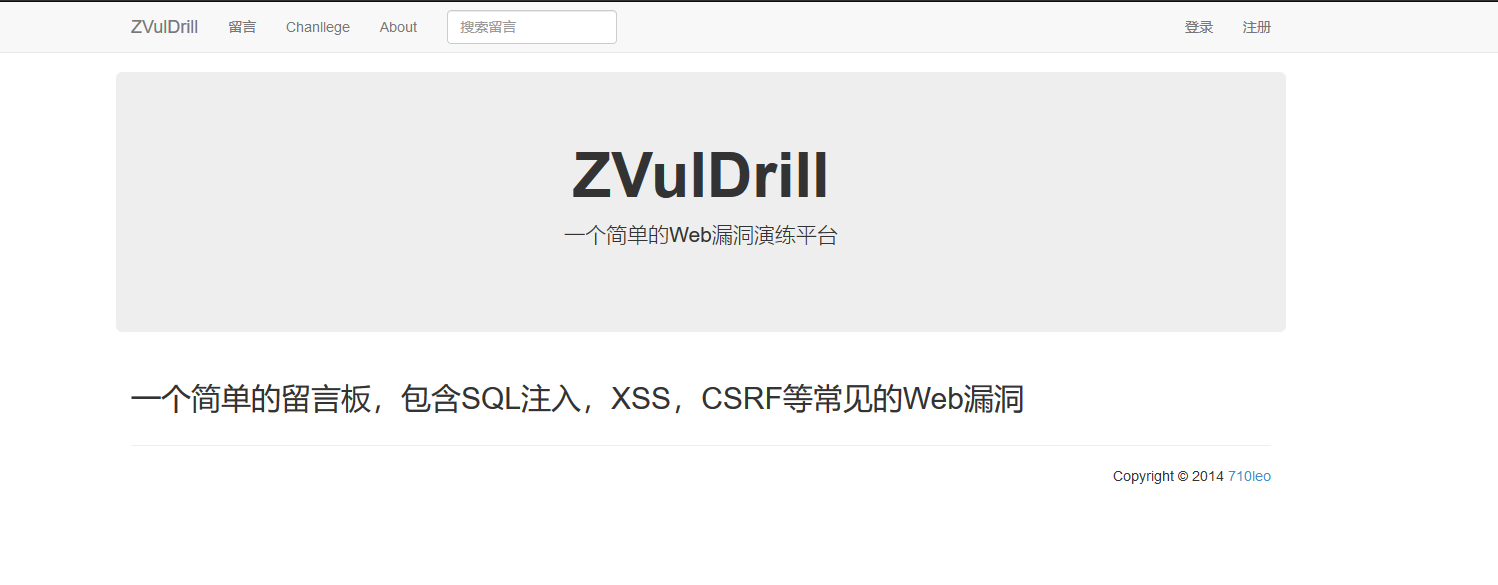 ZVulDrill 留言 Chanllege About 搜索留言 登录 注册
ZVulDrill
一个简单的Web漏洞演练平台
一个简单的留言板，包含SQL注入，XSS，CSRF等常见的Web漏洞
Copyright © 2014 710leo